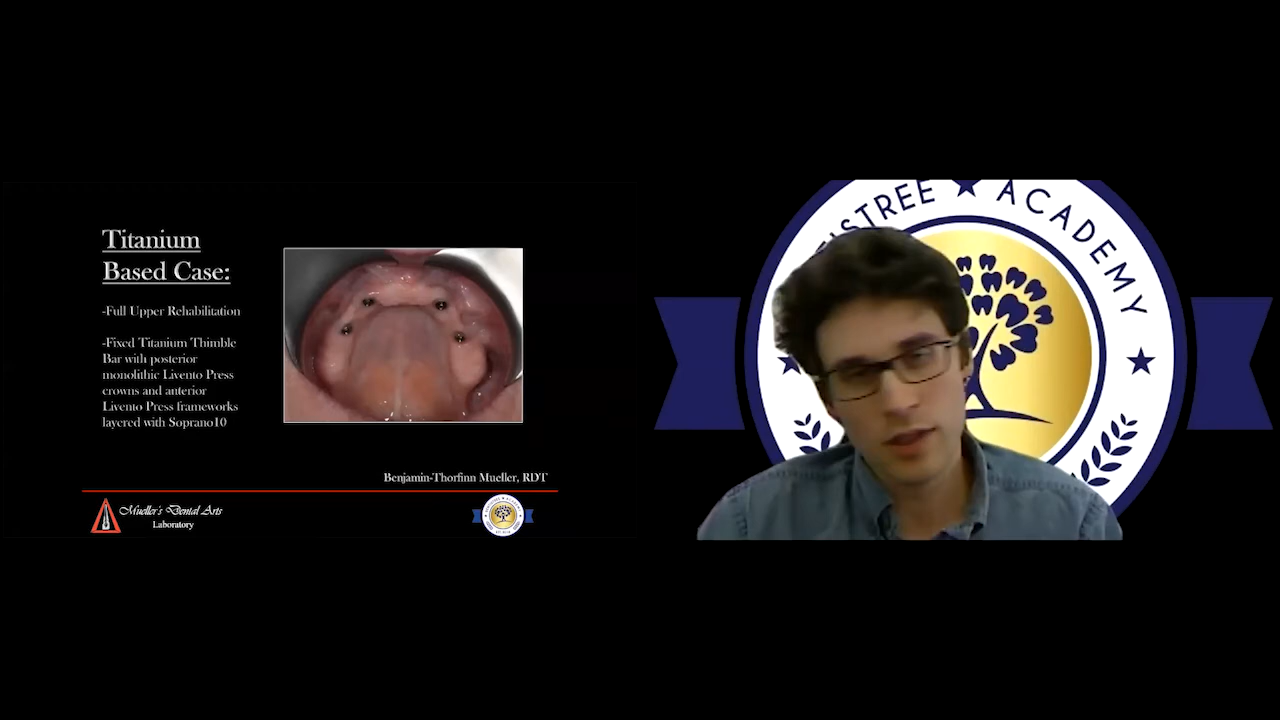 Titanium
Based Case:
-Full Upper Rehabilitation
-Fixed Titanium Thimble
Bar with posterior
monolithic Livento Press
crowns and anterior
Livento Press frameworks
layered with Soprano10
Benjamin-Thorfinn Mueller, RDT
Mueller's Dental Arts
Laboratory
ISTREE ACADEMY